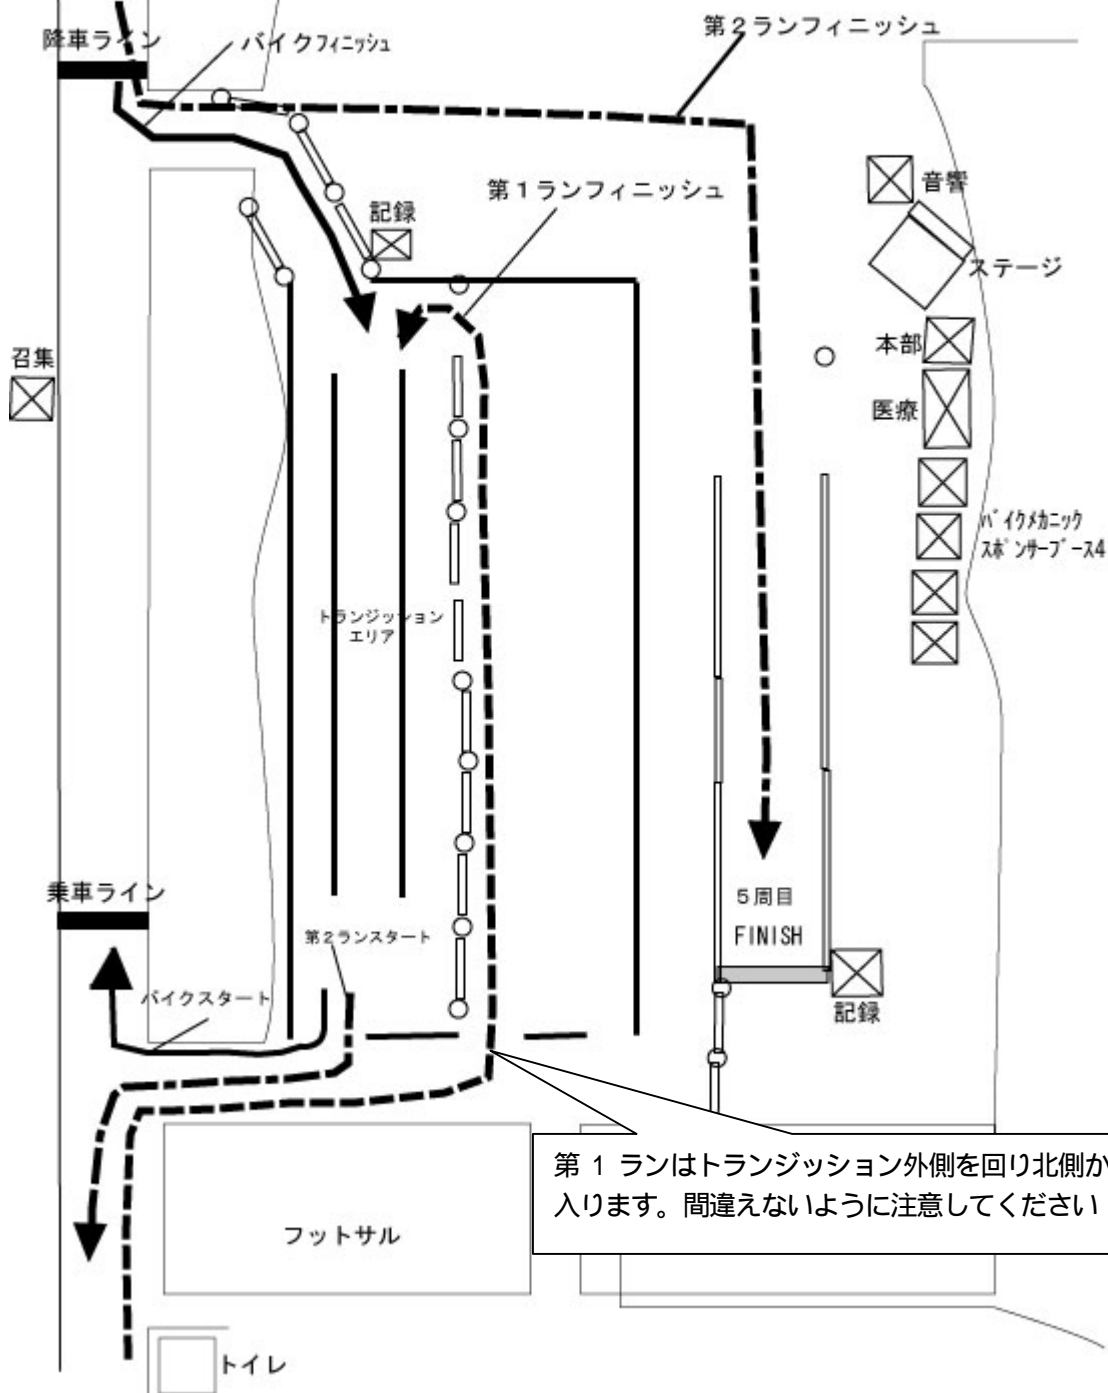 第２ランフィニッシュ
降車ライン
バイクフィニッシュ
音響
第１ランフィニッシュ
記録
ステージ
本部
召集
医療
バイクメカニック
スポンサーブース4
トランジッション
エリア
乗車ライン
５周目
第２ランスタート
FINISH
バイクスタート
記録
第 1 ランはトランジッション外側を回り北側か
入ります。間違えないように注意してください
フットサル
トイレ